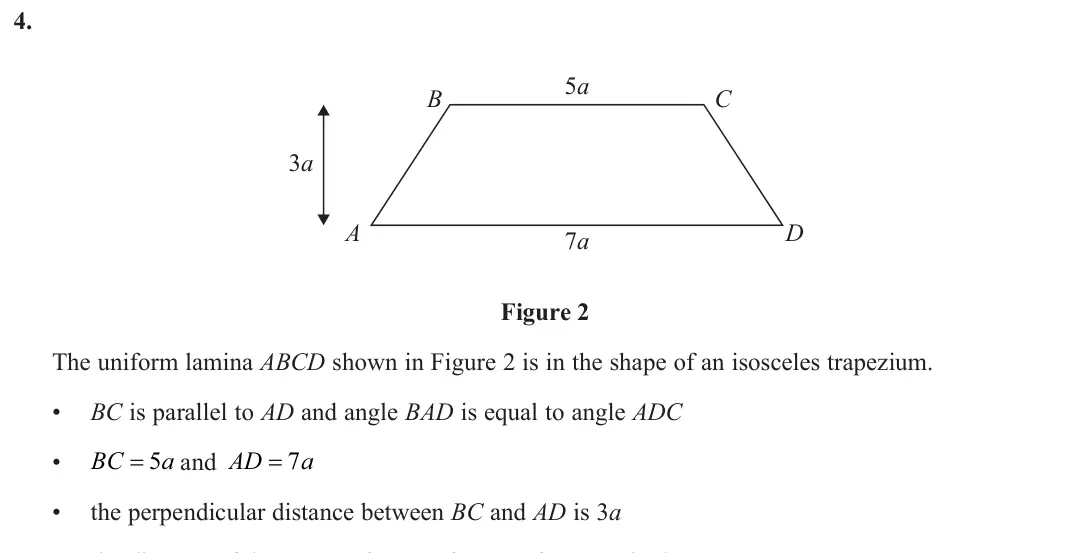 4.
B
5a
C
3a
A
7a
D
Figure 2
The uniform lamina ABCD shown in Figure 2 is in the shape of an isosceles trapezium.
• BC is parallel to AD and angle BAD is equal to angle ADC
• BC = 5a and AD = 7a
• the perpendicular distance between BC and AD is 3a